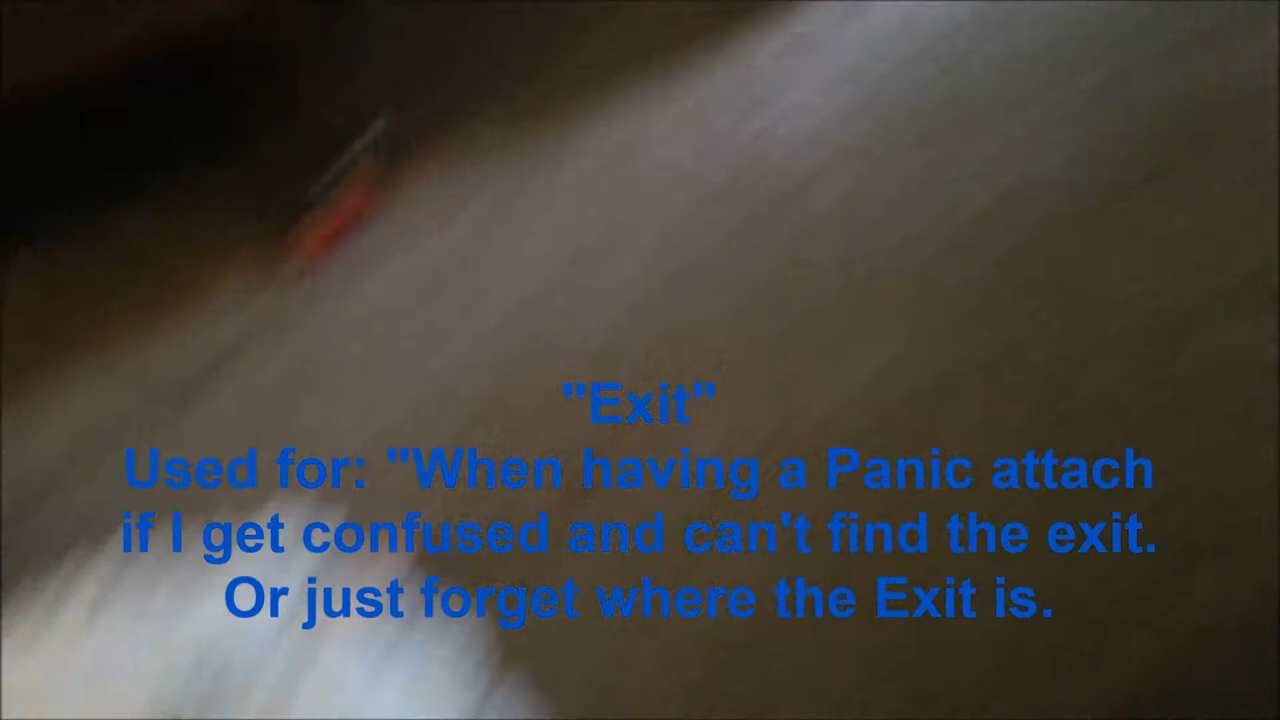 "Exit"
Used for: "When having a Panic attach
if I get confused and can't find the exit.
Or just forget where the Exit is.